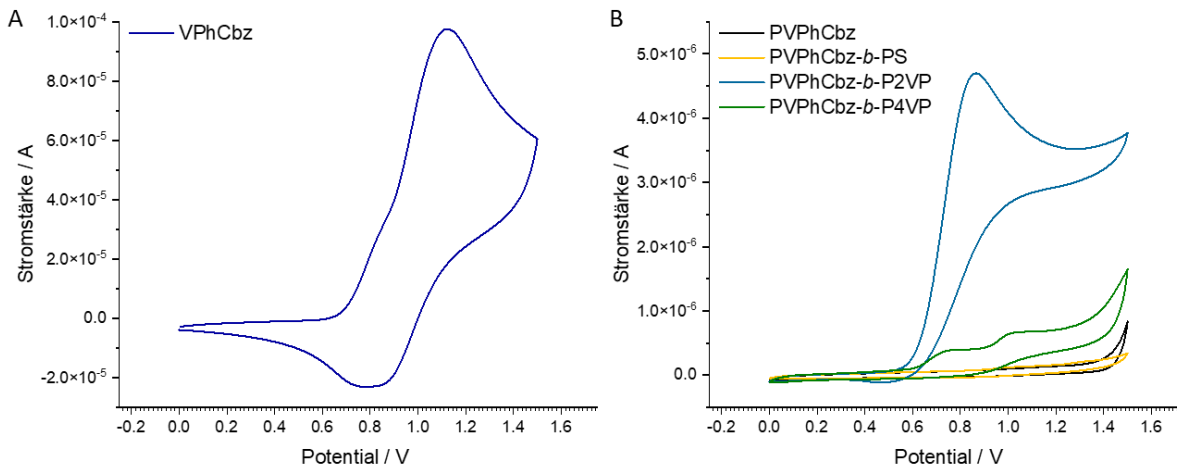 A
VPhCbz
1.0×10⁻⁴
8.0×10⁻⁵
6.0×10⁻⁵
4.0×10⁻⁵
2.0×10⁻⁵
0.0
-2.0×10⁻⁵
Stromstärke / A
-0.2 0.0 0.2 0.4 0.6 0.8 1.0 1.2 1.4 1.6
Potential / V
B
PVPhCbz
PVPhCbz-b-PS
PVPhCbz-b-P2VP
PVPhCbz-b-P4VP
5.0×10⁻⁶
4.0×10⁻⁶
3.0×10⁻⁶
2.0×10⁻⁶
1.0×10⁻⁶
0.0
Stromstärke / A
-0.2 0.0 0.2 0.4 0.6 0.8 1.0 1.2 1.4 1.6
Potential / V